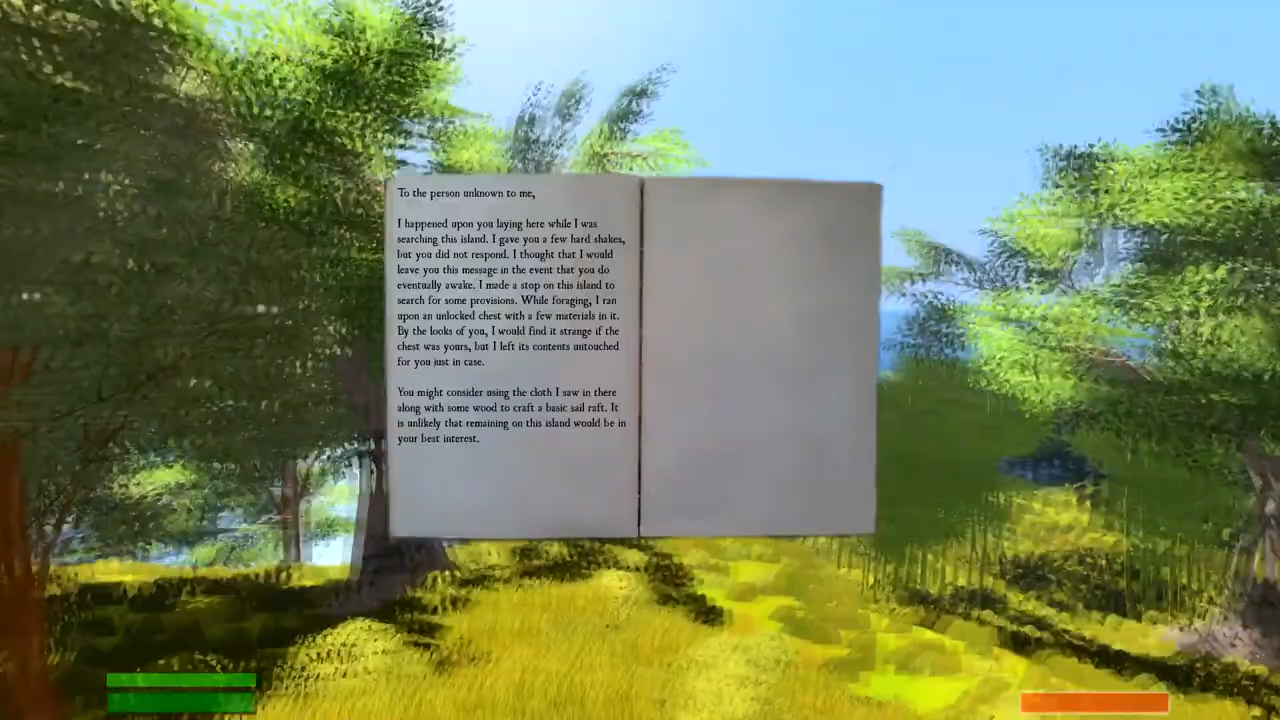 To the person unknown to me,
I happened upon you laying here while I was
searching this island. I gave you a few hard shakes,
but you did not respond. I thought that I would
leave you this message in the event that you do
eventually awake. I made a stop on this island to
search for some provisions. While foraging, I ran
upon an unlocked chest with a few materials in it.
By the looks of you, I would find it strange if the
chest was yours, but I left its contents untouched
for you just in case.
You might consider using the cloth I saw in there
along with some wood to craft a basic sail raft. It
is unlikely that remaining on this island would be in
your best interest.